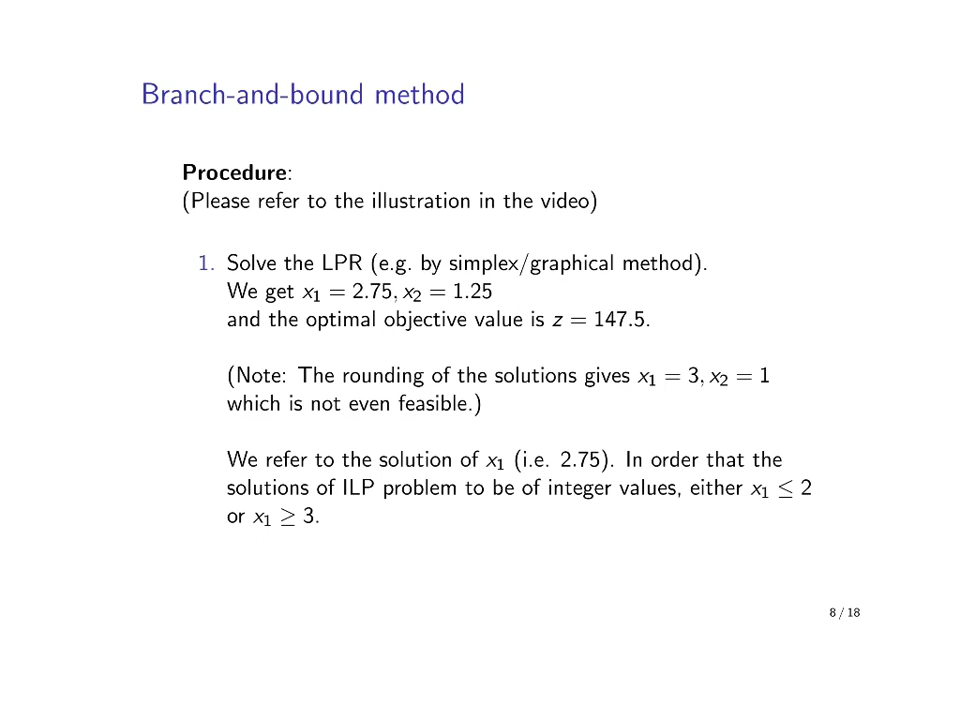 Branch-and-bound method
Procedure:
(Please refer to the illustration in the video)
1. Solve the LPR (e.g. by simplex/graphical method).
We get x₁ = 2.75, x₂ = 1.25
and the optimal objective value is z = 147.5.
(Note: The rounding of the solutions gives x₁ = 3, x₂ = 1
which is not even feasible.)
We refer to the solution of x₁ (i.e. 2.75). In order that the
solutions of ILP problem to be of integer values, either x₁ ≤ 2
or x₁ ≥ 3.
8 / 18